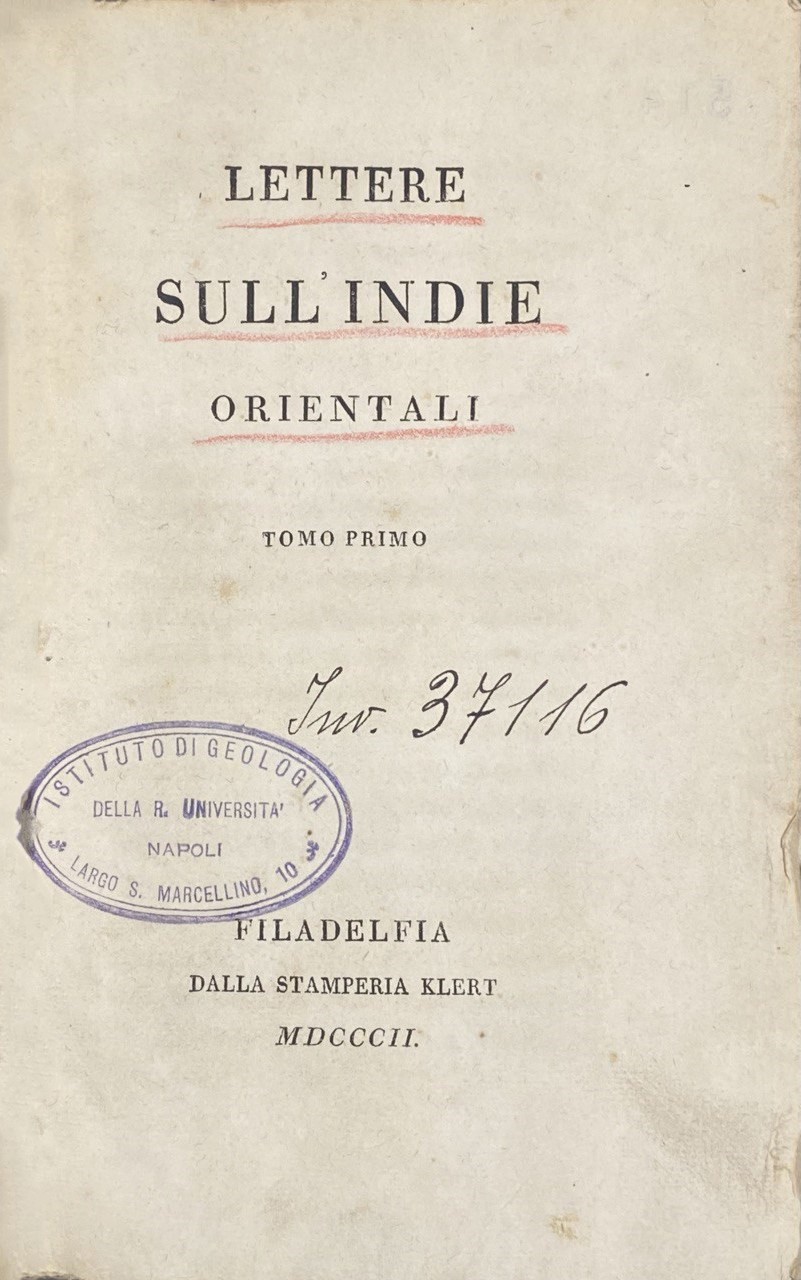 LETTERE
SULL'INDIE
ORIENTALI
TOMO PRIMO
Inv. 37116
ISTITUTO DI GEOLOGIA
DELLA R. UNIVERSITA'
NAPOLI
LARGO S. MARCELLINO, 10
FILADELFIA
DALLA STAMPERIA KLERT
MDCCCII.